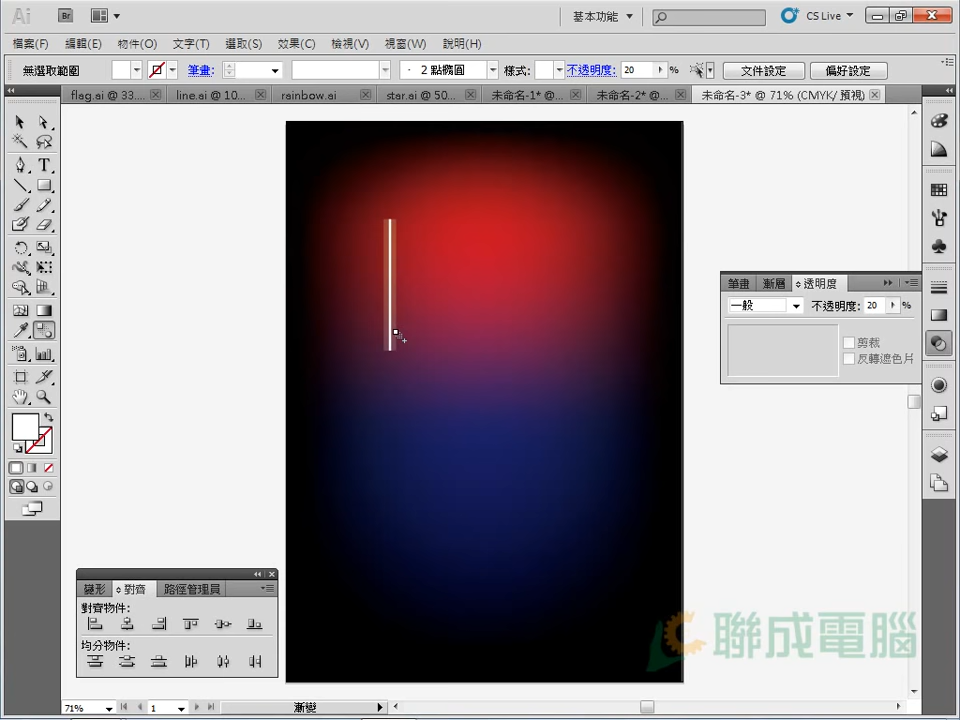 Ai Br 基本功能 CS Live
檔案(F) 編輯(E) 物件(O) 文字(T) 選取(S) 效果(C) 檢視(V) 視窗(W) 說明(H)
無選取範圍 筆畫: 2 點橢圓 樣式: 不透明度: 20 % 文件設定 偏好設定
flag.ai @ 33.... line.ai @ 10... rainbow.ai star.ai @ 50... 未命名-1* @... 未命名-2* @... 未命名-3* @ 71% (CMYK/ 預視)
筆畫 漸層 透明度
一般 不透明度: 20 %
剪裁
反轉遮色片
變形 對齊 路徑管理員
對齊物件:
均分物件:
聯成電腦
71% 1 漸變